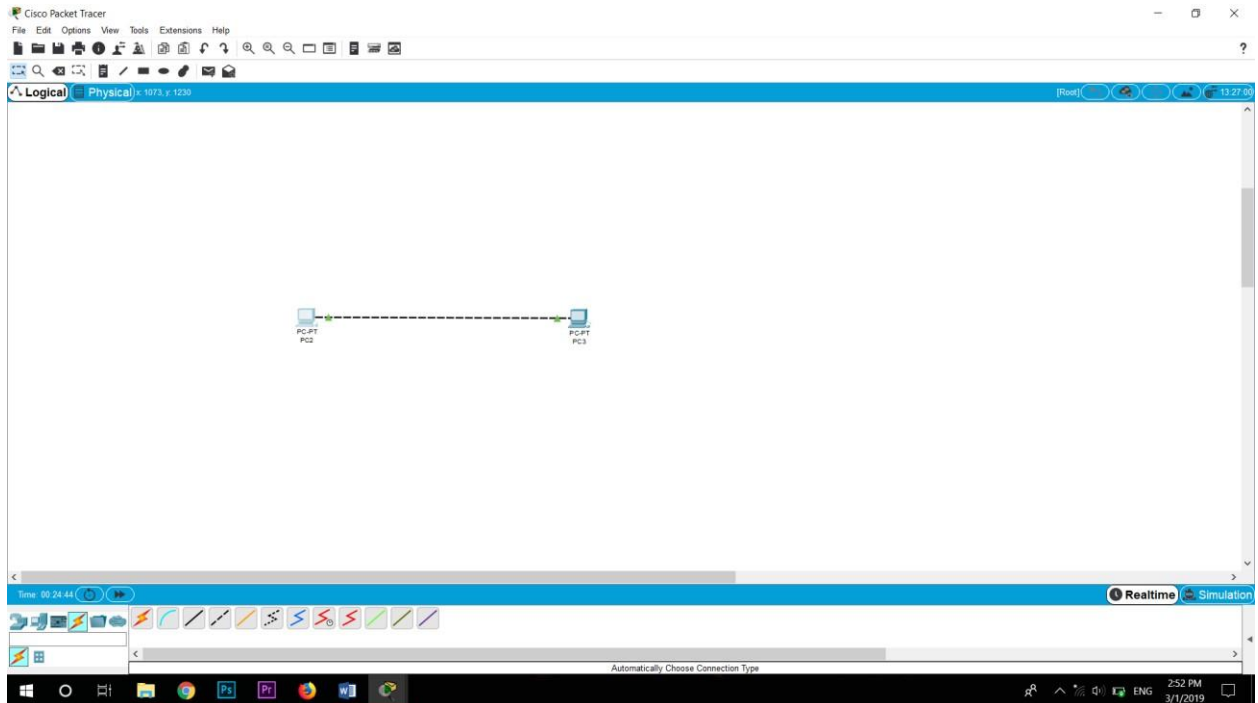 Cisco Packet Tracer
File Edit Options View Tools Extensions Help
?
Logical Physical x: 1073, y: 1230 [Root] 13:27:00
PC-PT
PC2
PC-PT
PC3
Time: 00:24:44 Realtime Simulation
Automatically Choose Connection Type
Ps Pr ENG 2:52 PM
3/1/2019